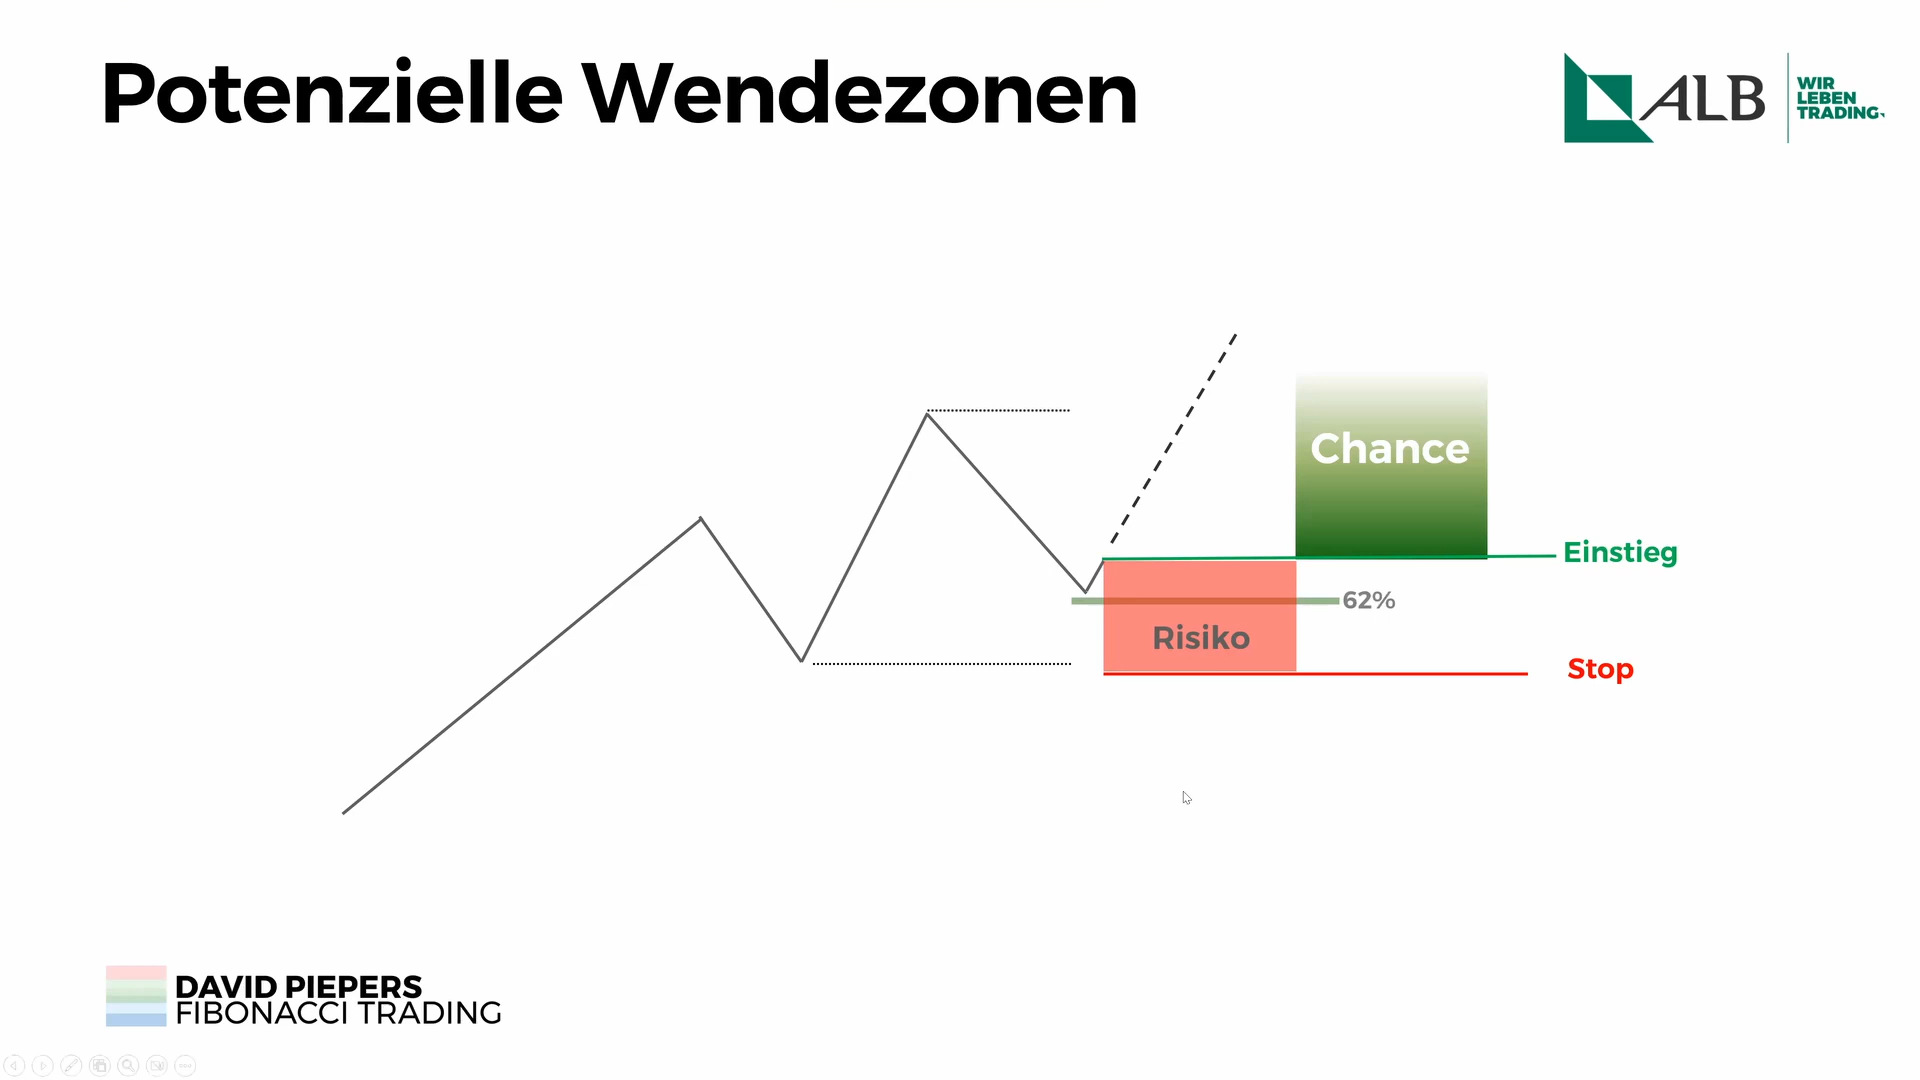 Potenzielle Wendezonen
ALB
WIR
LEBEN
TRADING
Chance
Einstieg
62%
Risiko
Stop
DAVID PIEPERS
FIBONACCI TRADING